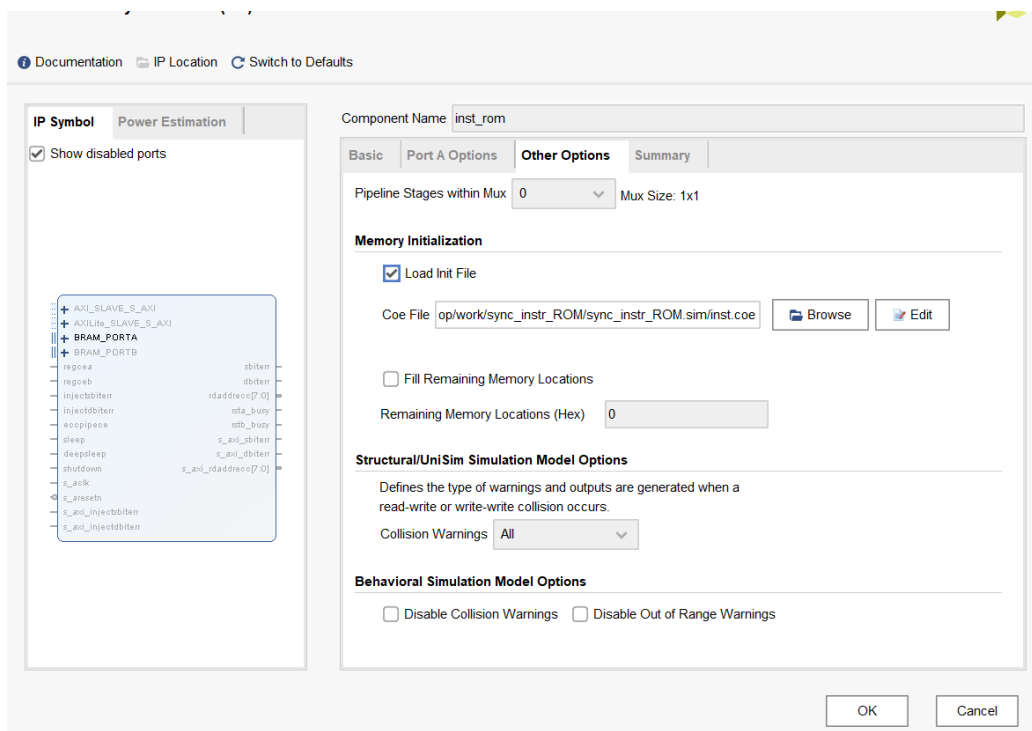 Documentation IP Location Switch to Defaults
IP Symbol Power Estimation
Show disabled ports
AXI_SLAVE_S_AXI
AXILite_SLAVE_S_AXI
BRAM_PORTA
BRAM_PORTB
regcea sbiterr
regceb dbiterr
injectsbiterr rdaddrecc[7:0]
injectdbiterr rsta_busy
eccpipece rstb_busy
sleep s_axi_sbiterr
deepsleep s_axi_dbiterr
shutdown s_axi_rdaddrecc[7:0]
s_aclk
s_aresetn
s_axi_injectsbiterr
s_axi_injectdbiterr
Component Name inst_rom
Basic Port A Options Other Options Summary
Pipeline Stages within Mux 0 Mux Size: 1x1
Memory Initialization
Load Init File
Coe File op/work/sync_instr_ROM/sync_instr_ROM.sim/inst.coe Browse Edit
Fill Remaining Memory Locations
Remaining Memory Locations (Hex) 0
Structural/UniSim Simulation Model Options
Defines the type of warnings and outputs are generated when a
read-write or write-write collision occurs.
Collision Warnings All
Behavioral Simulation Model Options
Disable Collision Warnings Disable Out of Range Warnings
OK Cancel